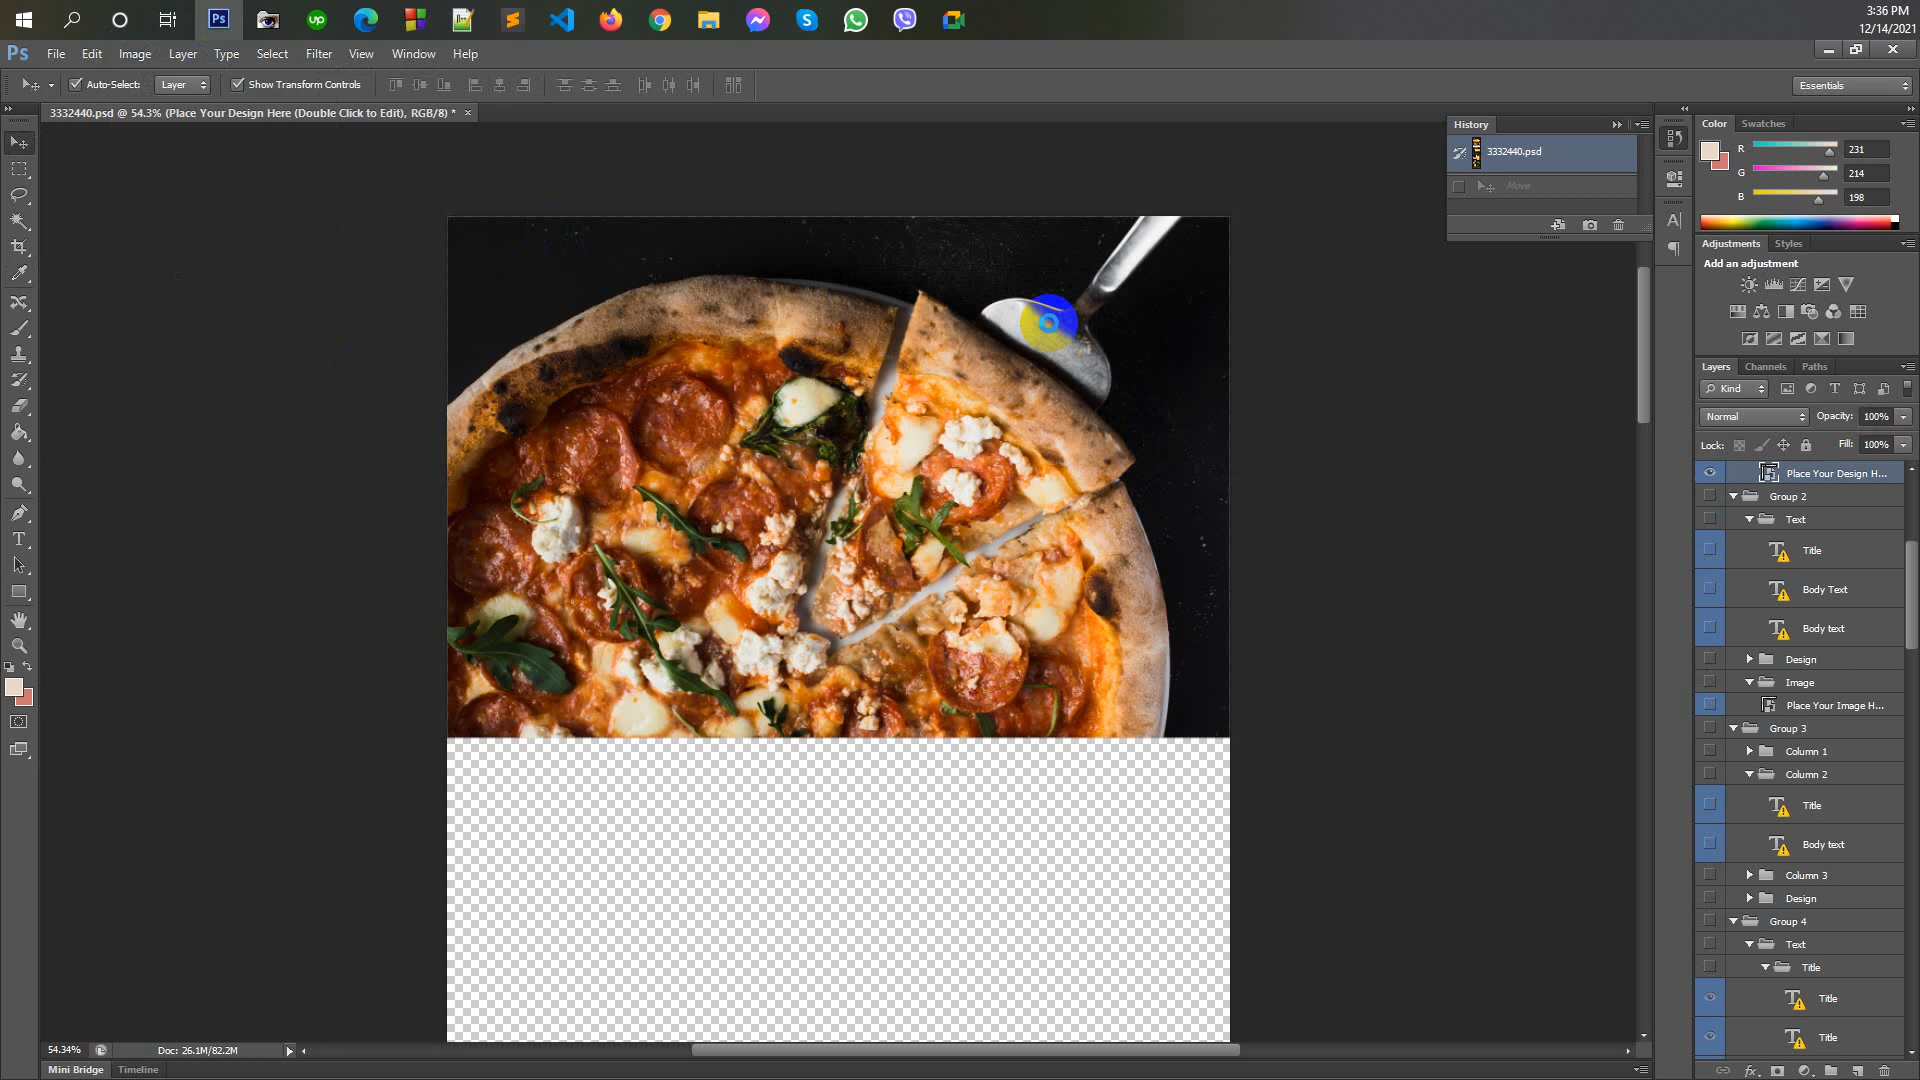 3:36 PM
12/14/2021
Ps
up
Ps File Edit Image Layer Type Select Filter View Window Help
Auto-Select: Layer Show Transform Controls Essentials
3332440.psd @ 54.3% (Place Your Design Here (Double Click to Edit), RGB/8) * ×
History
3332440.psd
Move
Color Swatches
R 231
G 214
B 198
Adjustments Styles
Add an adjustment
Layers Channels Paths
Kind
Normal Opacity: 100%
Lock: Fill: 100%
Place Your Design H...
Group 2
Text
Title
Body Text
Body text
Design
Image
Place Your Image H...
Group 3
Column 1
Column 2
Title
Body text
Column 3
Design
Group 4
Text
Title
Title
Title
54.34% Doc: 26.1M/82.2M
Mini Bridge Timeline